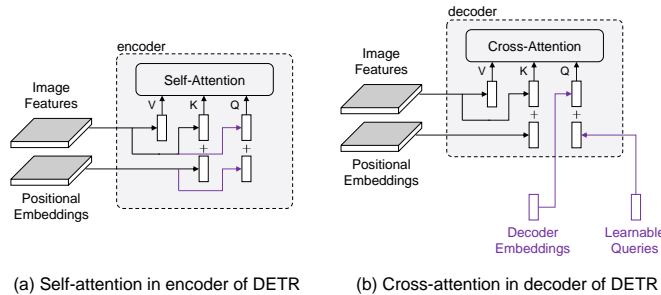 encoder
Self-Attention
V K Q
Image
Features
+ +
Positional
Embeddings
(a) Self-attention in encoder of DETR
decoder
Cross-Attention
V K Q
Image
Features
+ +
Positional
Embeddings
Decoder
Embeddings
Learnable
Queries
(b) Cross-attention in decoder of DETR